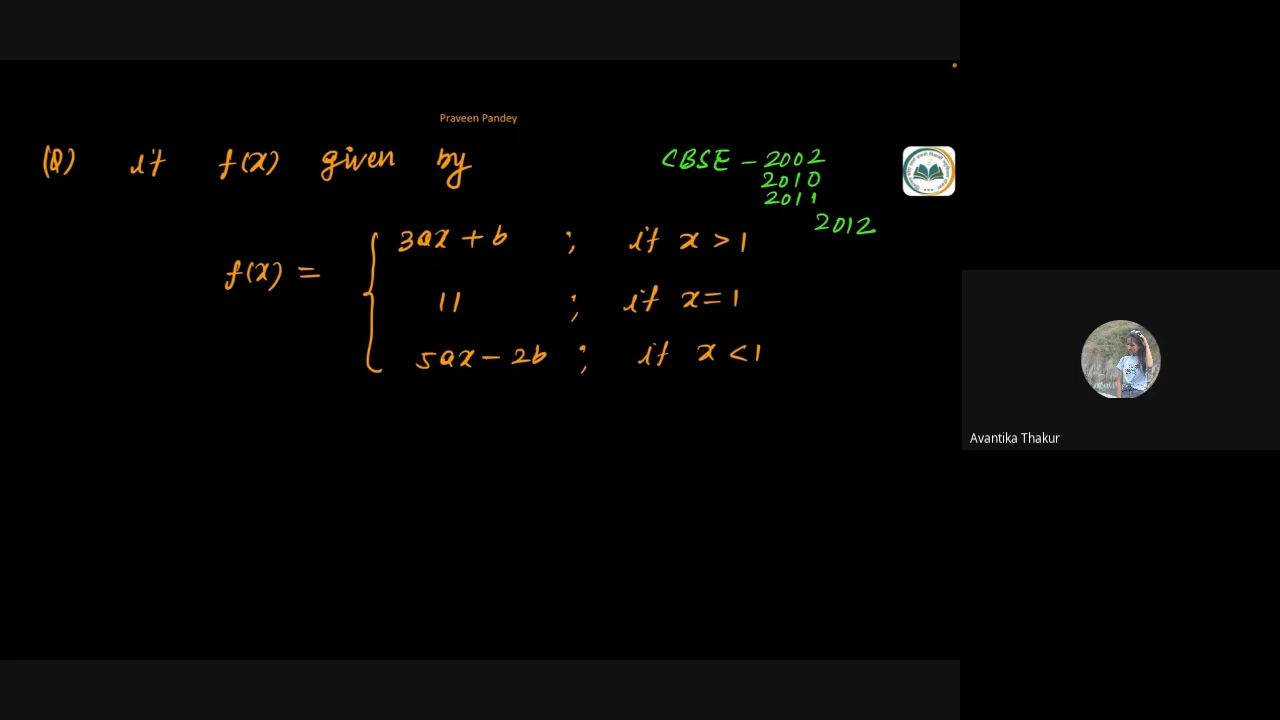 Praveen Pandey
(Q) if f(x) given by
CBSE - 2002
2010
2011
2012
f(x) = { 3ax + b ; if x > 1
11 ; if x = 1
5ax - 2b ; if x < 1
Avantika Thakur